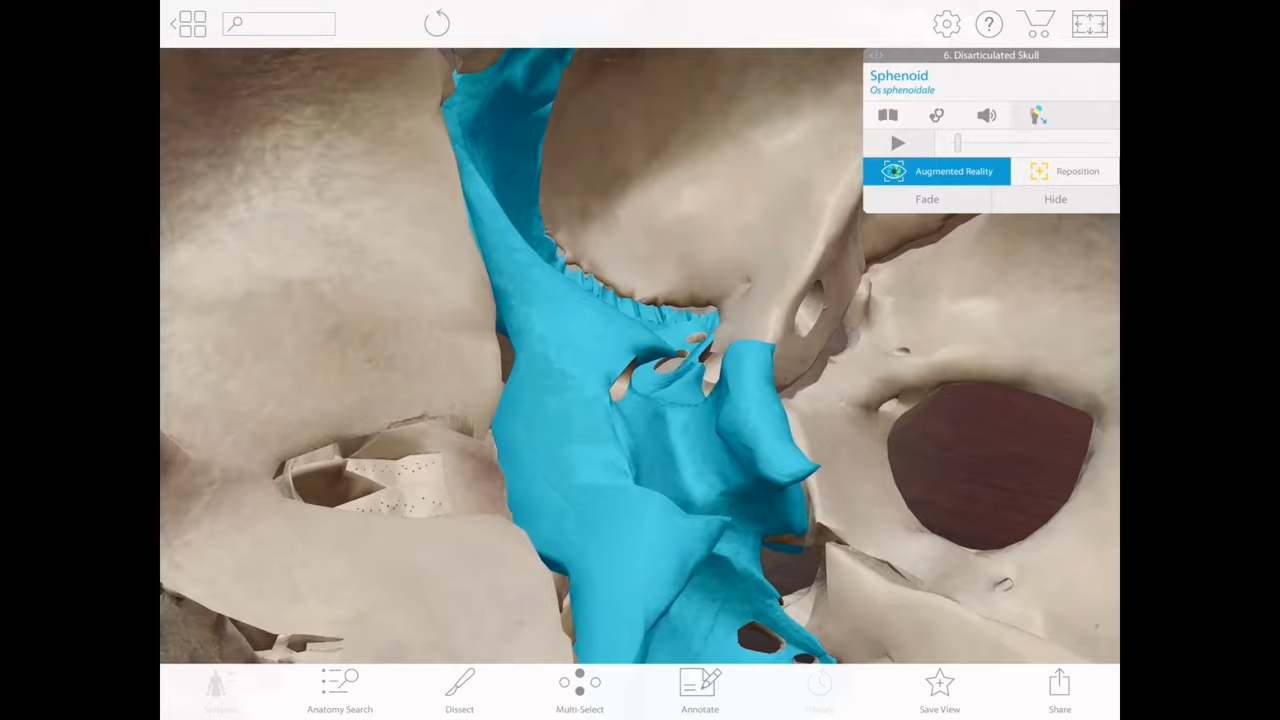 6. Disarticulated Skull
Sphenoid
Os sphenoidale
Augmented Reality
Reposition
Fade
Hide
Anatomy Search
Dissect
Multi-Select
Annotate
Save View
Share